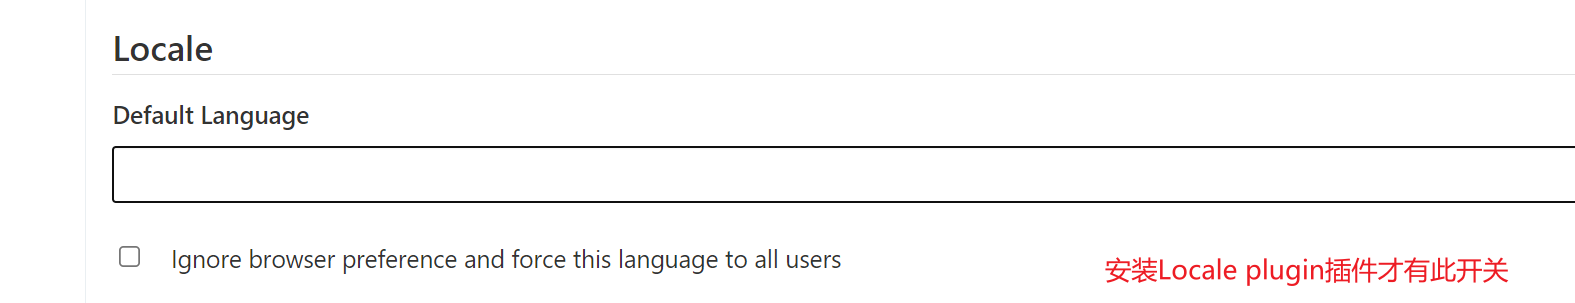 Locale
Default Language
Ignore browser preference and force this language to all users
安装Locale plugin插件才有此开关